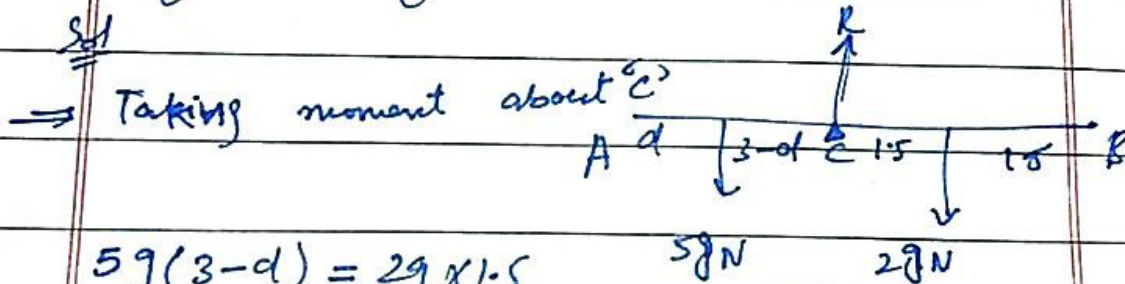 Sol
R
⇒ Taking moment about "C"
A d 3-d C 1.5 1.5 B
5g(3-d) = 2g×1.5
5gN 2gN